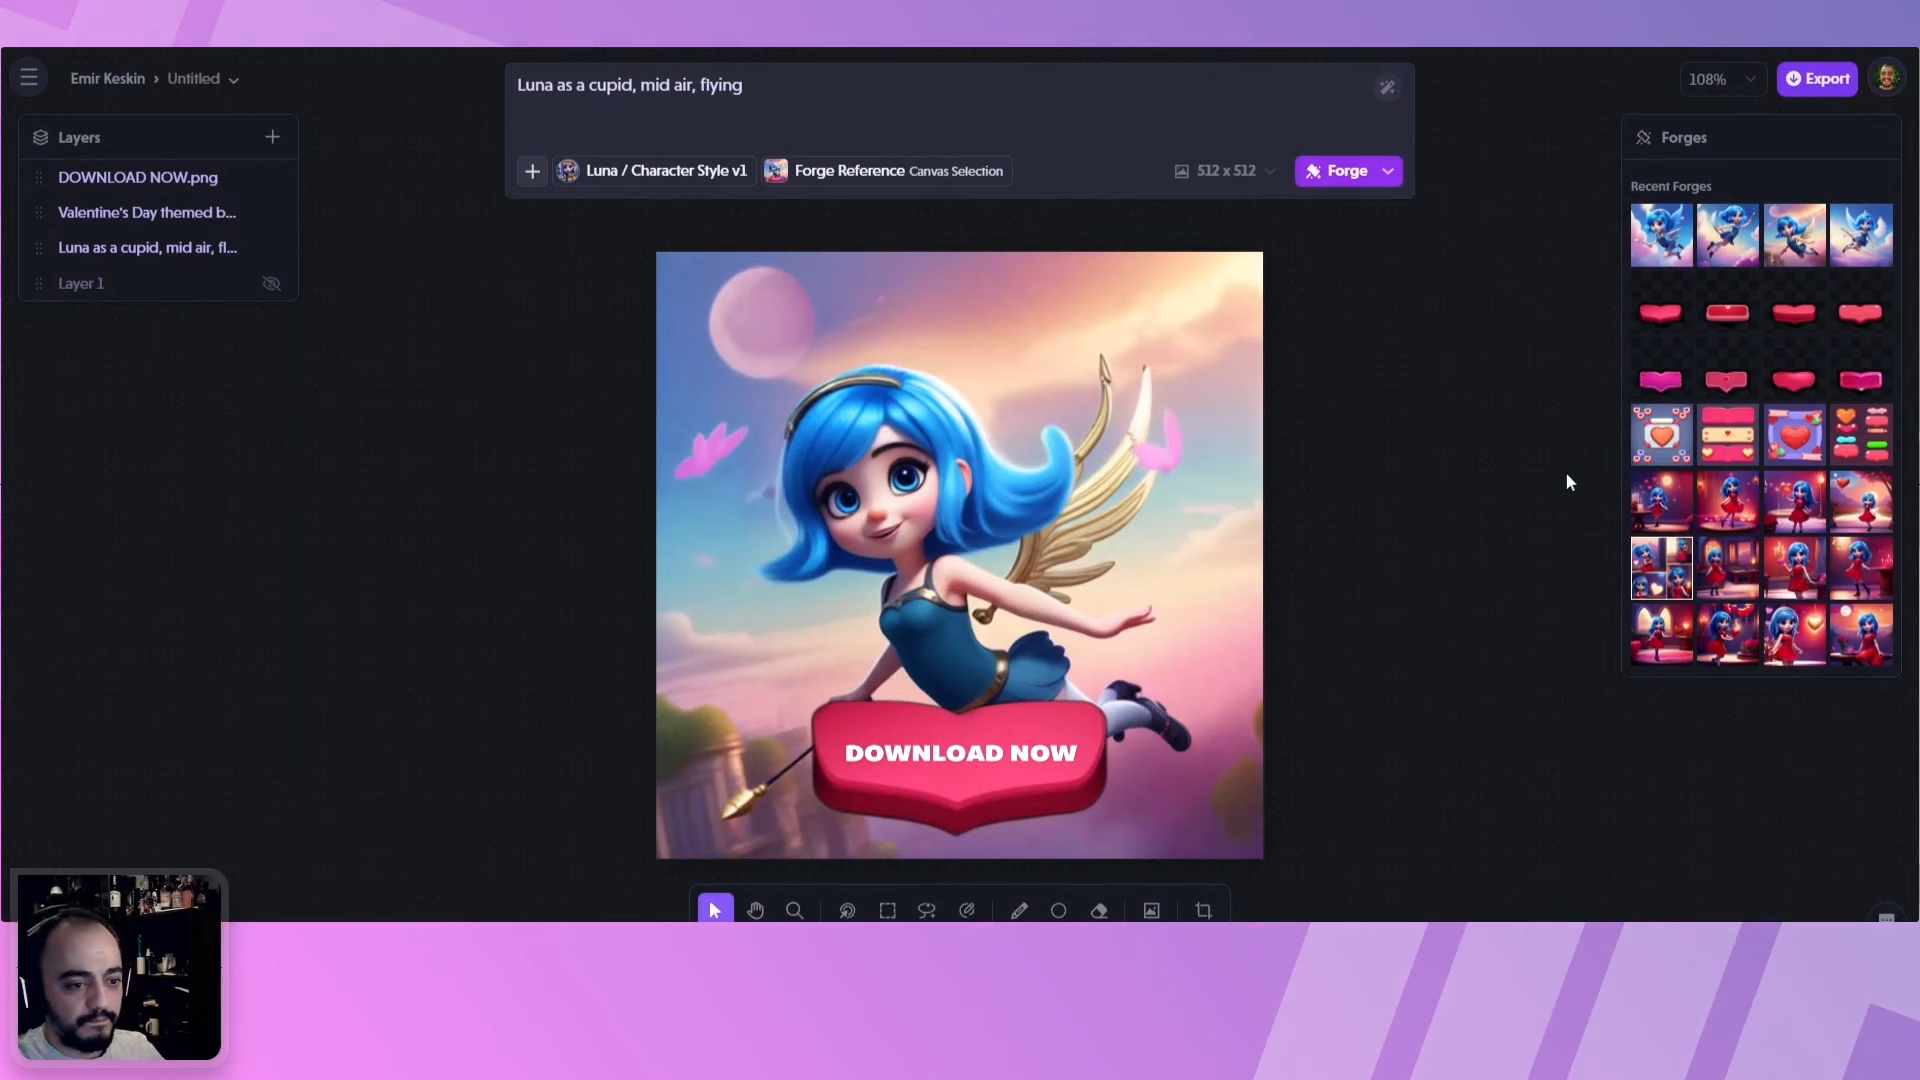 Emir Keskin › Untitled
Luna as a cupid, mid air, flying
108%
Export
Layers
DOWNLOAD NOW.png
Valentine's Day themed b...
Luna as a cupid, mid air, fl...
Layer 1
Luna / Character Style v1
Forge Reference Canvas Selection
512 x 512
Forge
Forges
Recent Forges
DOWNLOAD NOW